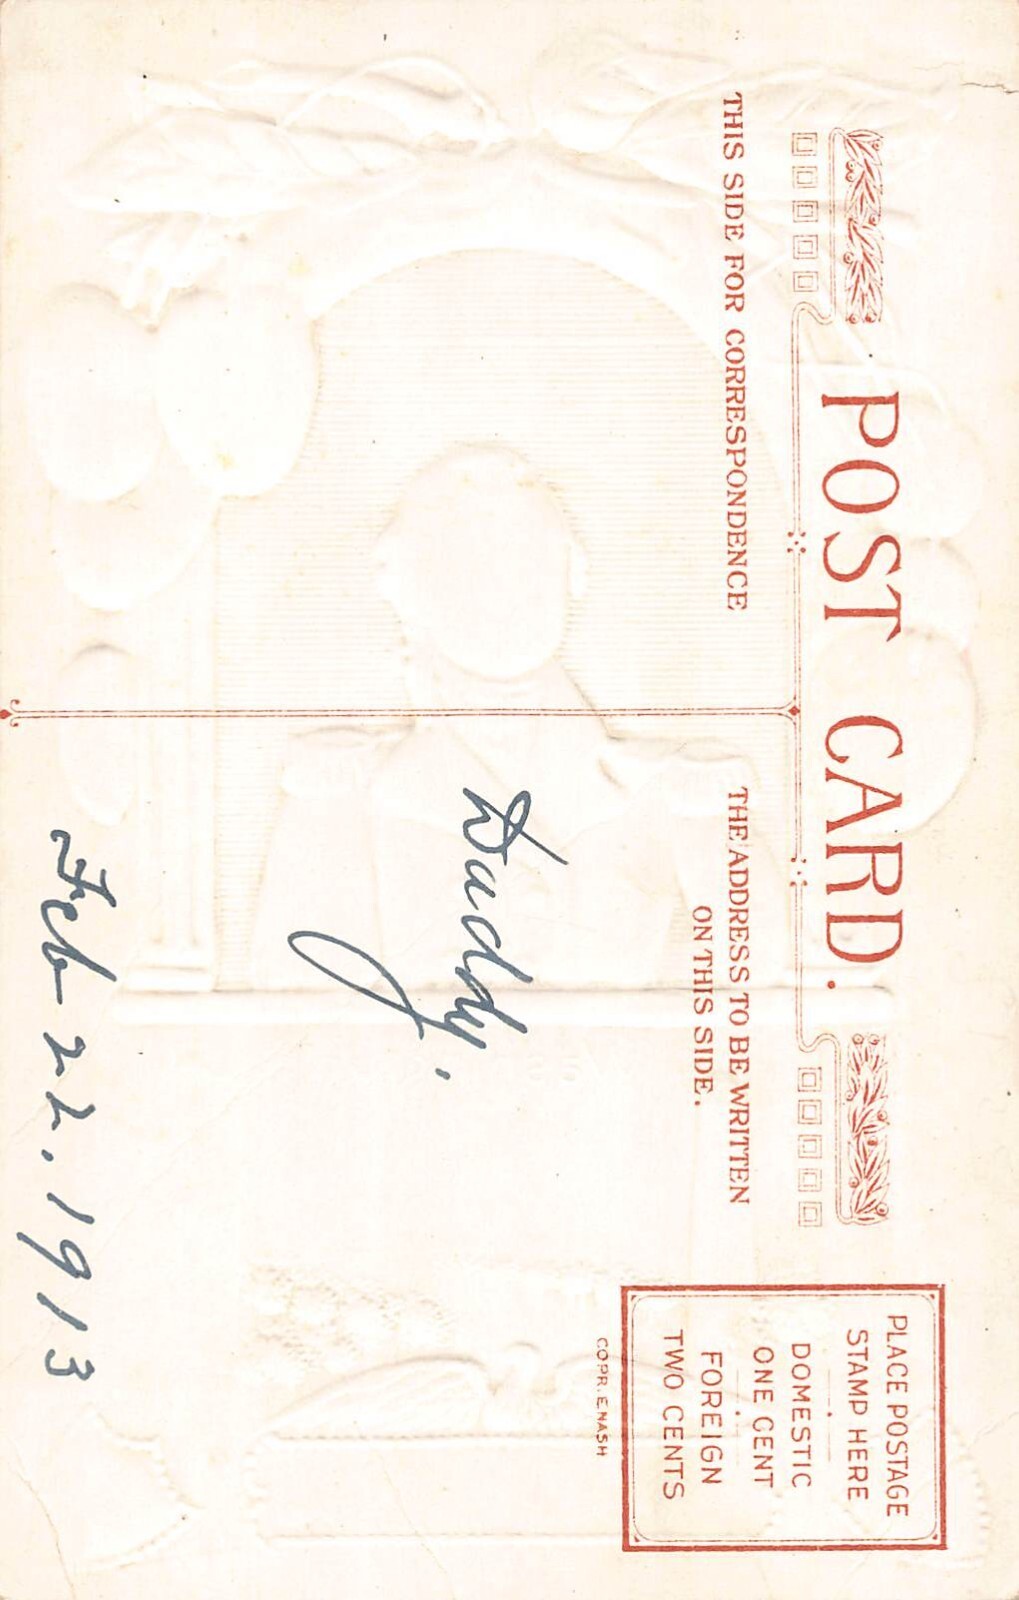 POST CARD.
THIS SIDE FOR CORRESPONDENCE
THE ADDRESS TO BE WRITTEN
ON THIS SIDE.
PLACE POSTAGE
STAMP HERE
DOMESTIC
ONE CENT
FOREIGN
TWO CENTS
COPR. E. NASH
Daddy.
Feb 22. 1913